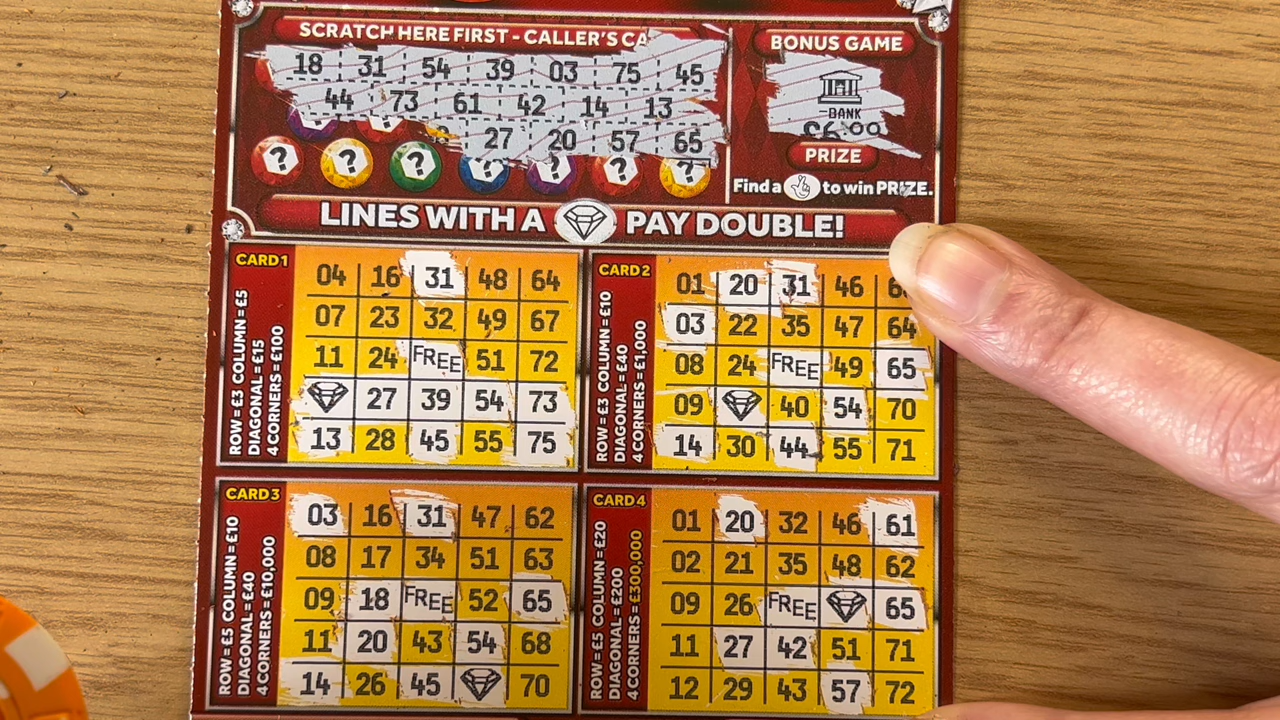 SCRATCH HERE FIRST - CALLER'S CA
18 31 54 39 03 75 45
44 73 61 42 14 13
27 20 57 65
? ? ? ? ? ? ?
BONUS GAME
BANK
£6.00
PRIZE
Find a to win PRIZE.
LINES WITH A PAY DOUBLE!
CARD 1
ROW = £3 COLUMN = £5
DIAGONAL = £15
4 CORNERS = £100
04 16 31 48 64
07 23 32 49 67
11 24 FREE 51 72
27 39 54 73
13 28 45 55 75
CARD 2
ROW = £3 COLUMN = £10
DIAGONAL = £40
4 CORNERS = £1,000
01 20 31 46
03 22 35 47 64
08 24 FREE 49 65
09 40 54 70
14 30 44 55 71
CARD 3
ROW = £5 COLUMN = £10
DIAGONAL = £40
4 CORNERS = £10,000
03 16 31 47 62
08 17 34 51 63
09 18 FREE 52 65
11 20 43 54 68
14 26 45 70
CARD 4
ROW = £5 COLUMN = £20
DIAGONAL = £200
4 CORNERS = £300,000
01 20 32 46 61
02 21 35 48 62
09 26 FREE 65
11 27 42 51 71
12 29 43 57 72